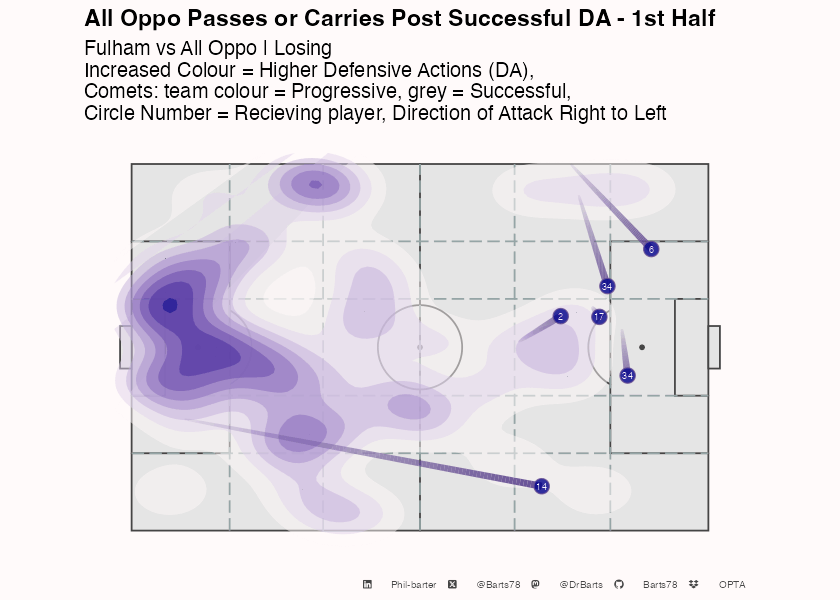 All Oppo Passes or Carries Post Successful DA - 1st Half
Fulham vs All Oppo | Losing
Increased Colour = Higher Defensive Actions (DA),
Comets: team colour = Progressive, grey = Successful,
Circle Number = Recieving player, Direction of Attack Right to Left
6
34
2
17
34
14
Phil-barter @Barts78 @DrBarts Barts78 OPTA